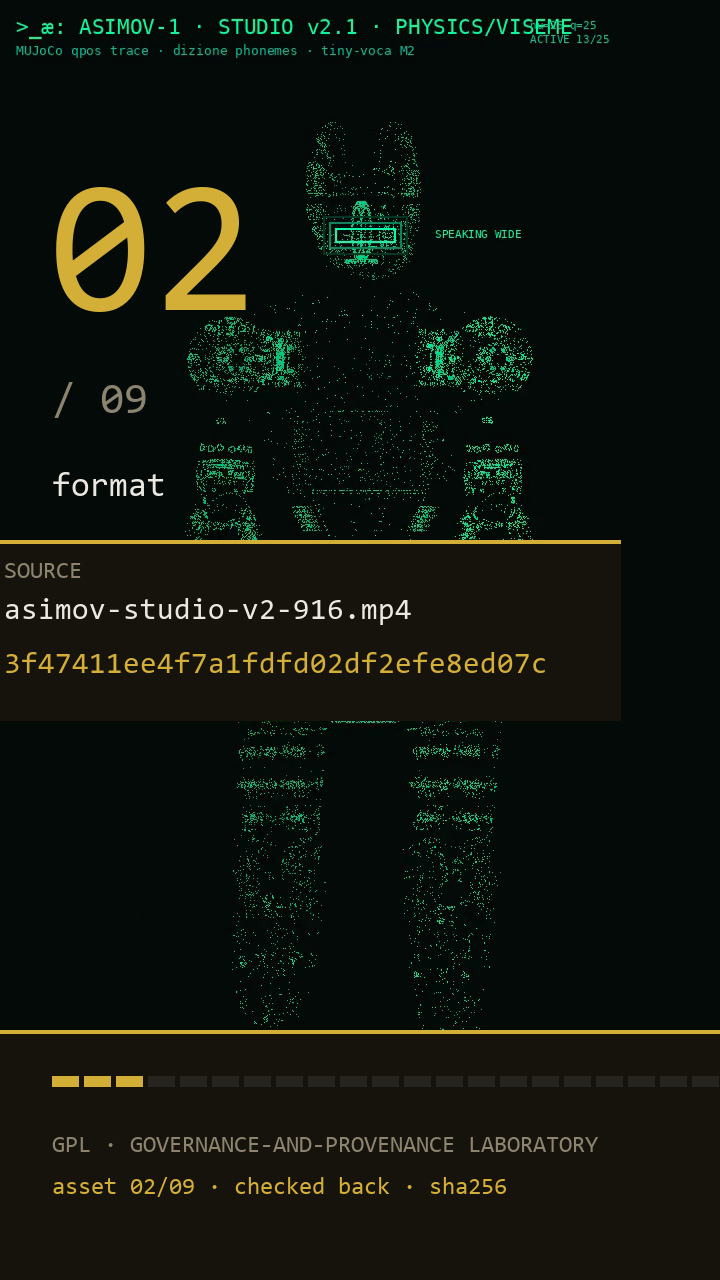 >_æ: ASIMOV-1 · STUDIO v2.1 · PHYSICS/VISEME
q=25
MUJoCo qpos trace · dizione phonemes · tiny-voca M2
ACTIVE 13/25
02
SPEAKING WIDE
/ 09
format
SOURCE
asimov-studio-v2-916.mp4
3f47411ee4f7a1fdfd02df2efe8ed07c
GPL · GOVERNANCE-AND-PROVENANCE LABORATORY
asset 02/09 · checked back · sha256